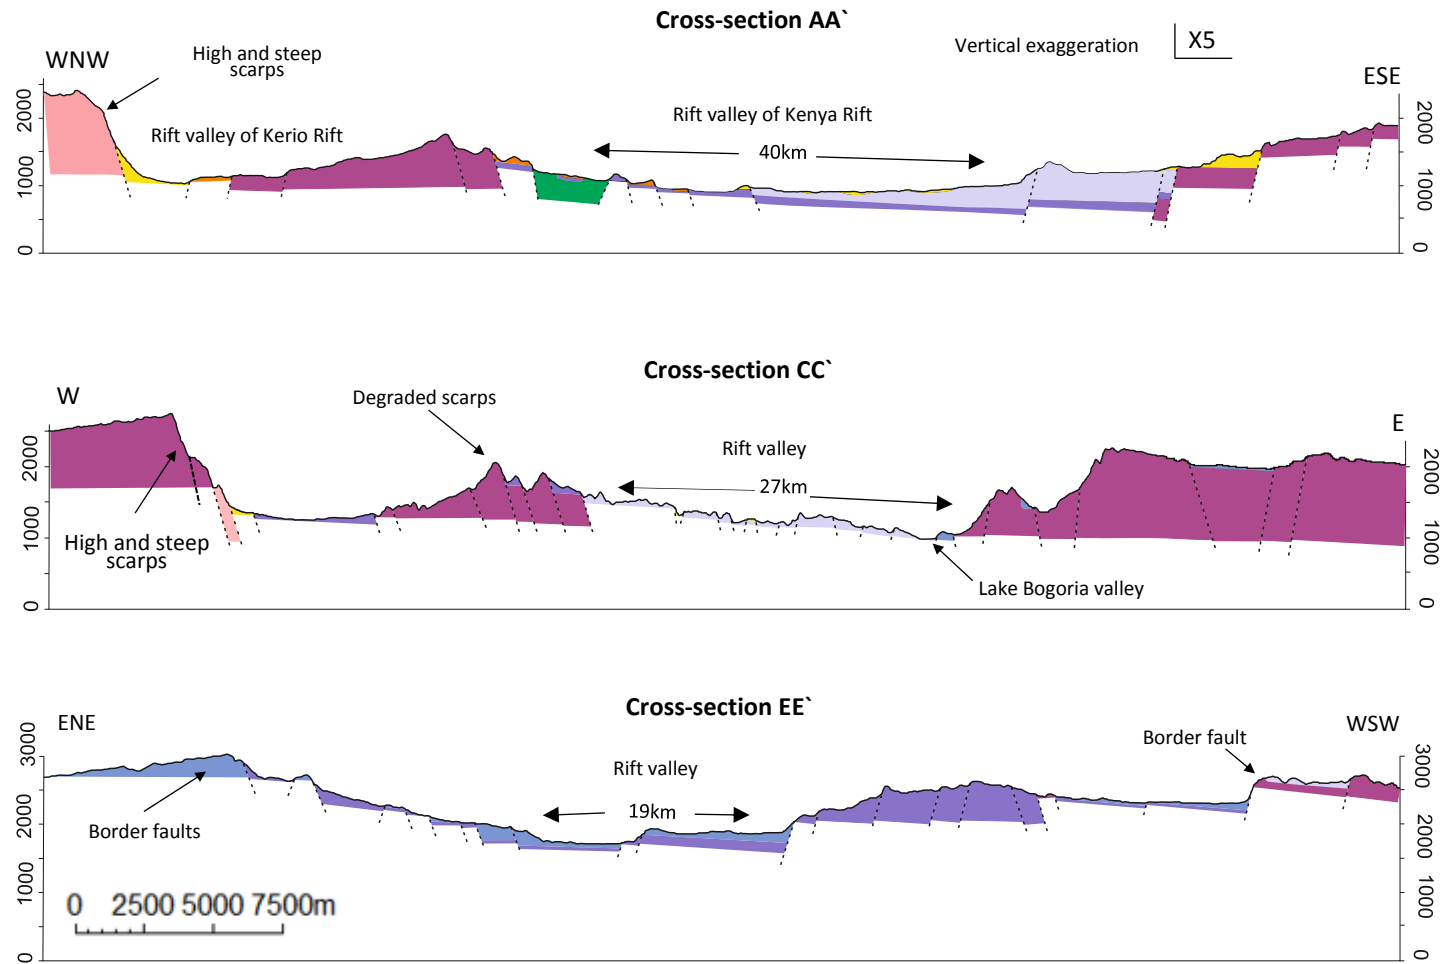 Cross-section AA`
Vertical exaggeration
X5
WNW
High and steep
scarps
ESE
Rift valley of Kerio Rift
Rift valley of Kenya Rift
40km
2000
1000
0
2000
1000
0
Cross-section CC`
W
Degraded scarps
E
Rift valley
27km
High and steep
scarps
Lake Bogoria valley
2000
1000
0
2000
1000
0
Cross-section EE`
ENE
WSW
Border fault
Rift valley
19km
Border faults
30000
2000
1000
0
3000
2000
1000
0
0 2500 5000 7500m